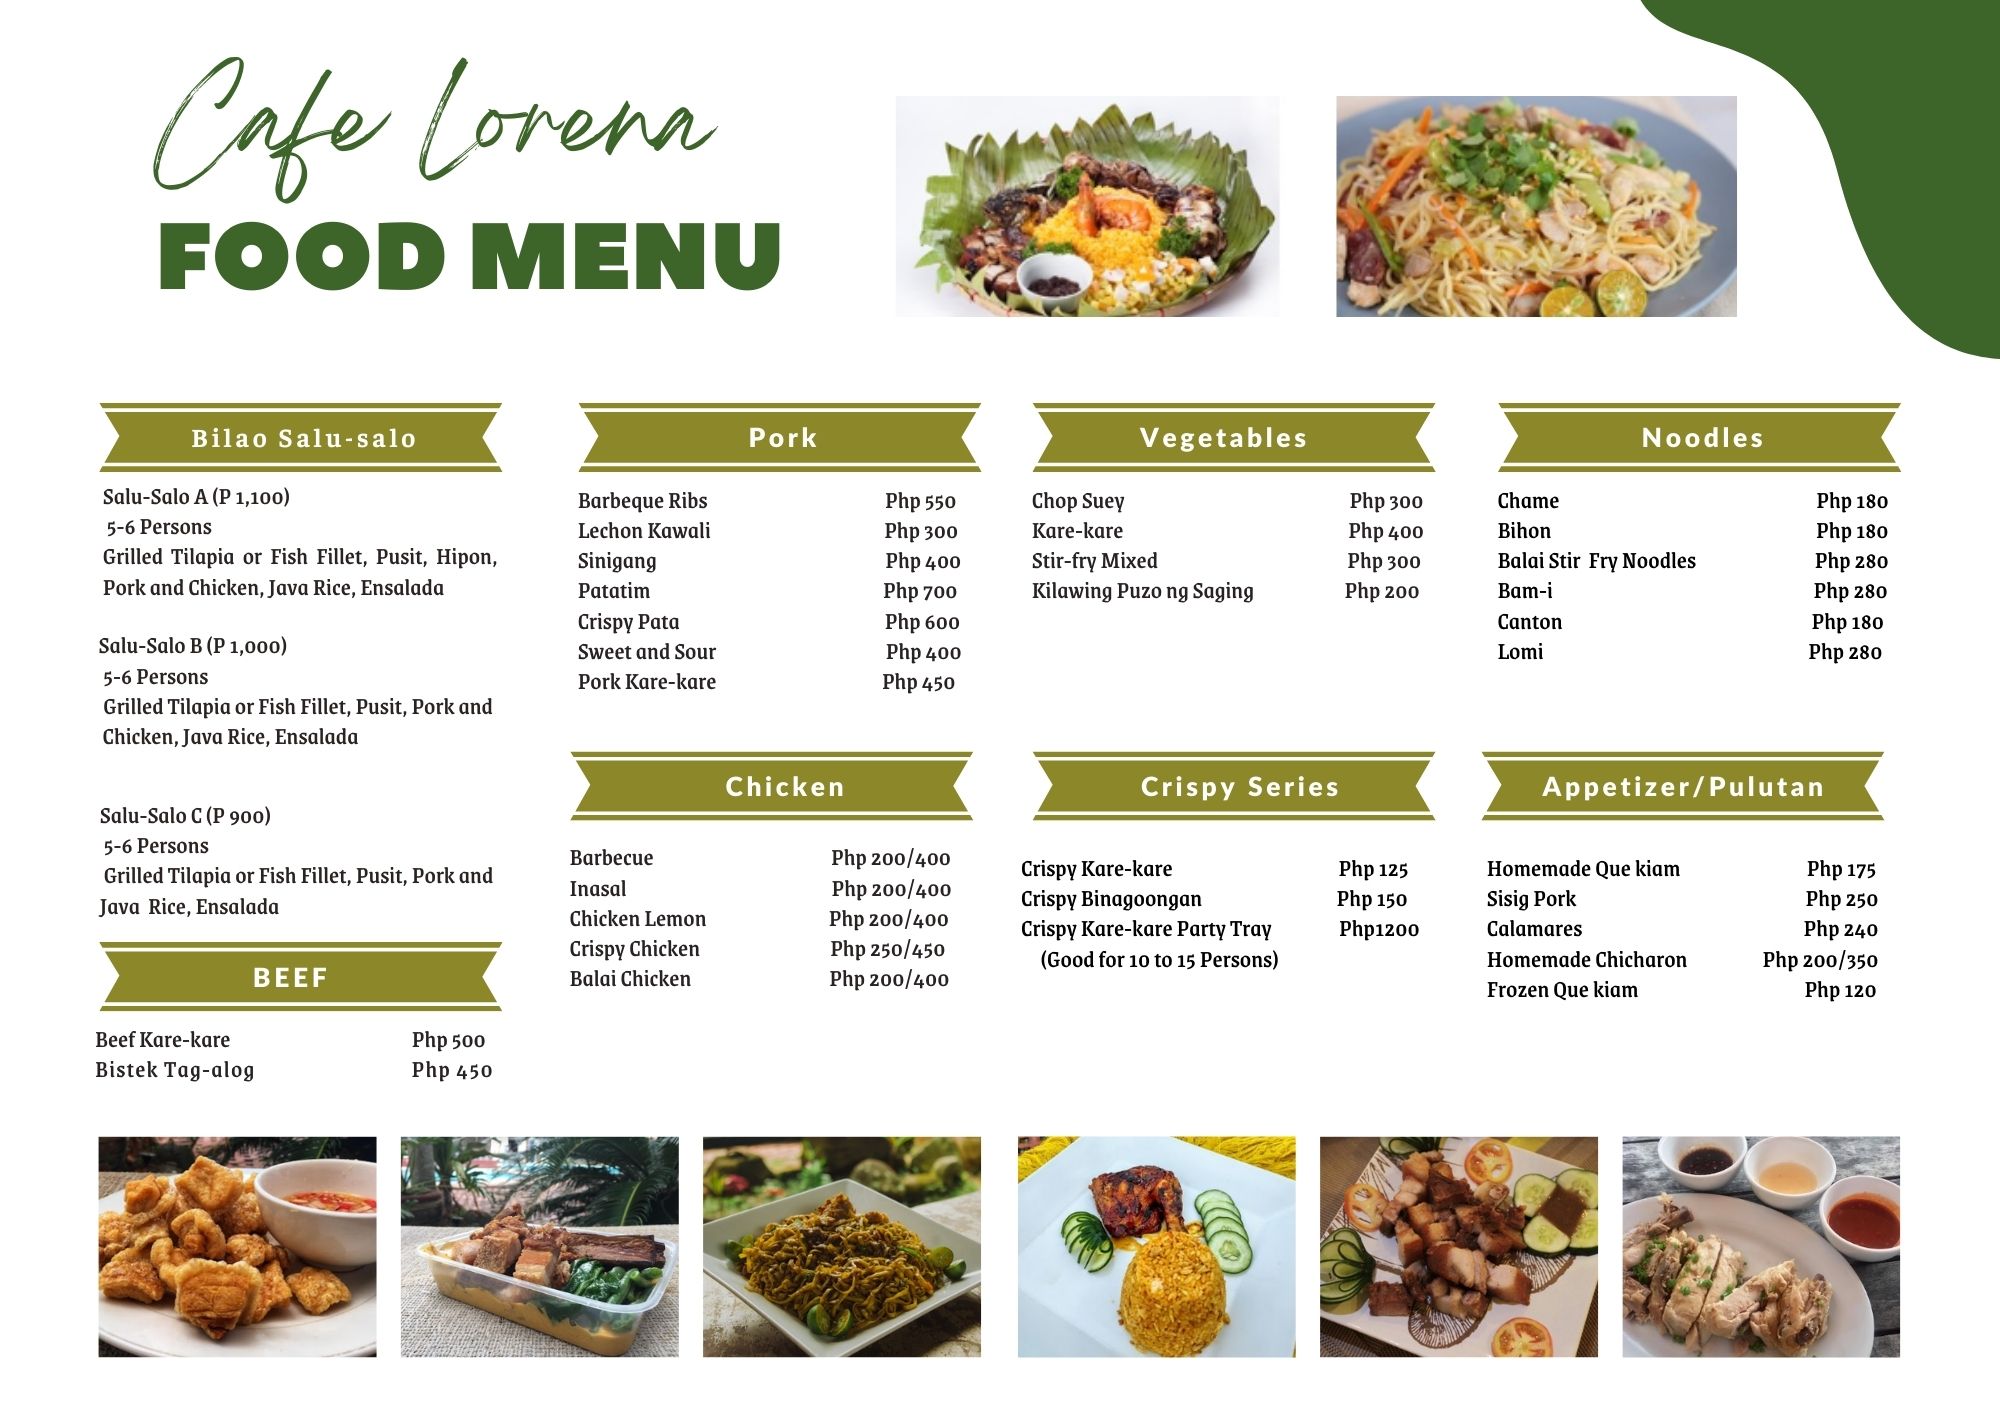 Cafe Lorena
FOOD MENU
Bilao Salu-salo
Salu-Salo A (P 1,100)
5-6 Persons
Grilled Tilapia or Fish Fillet, Pusit, Hipon,
Pork and Chicken, Java Rice, Ensalada
Salu-Salo B (P 1,000)
5-6 Persons
Grilled Tilapia or Fish Fillet, Pusit, Pork and
Chicken, Java Rice, Ensalada
Salu-Salo C (P 900)
5-6 Persons
Grilled Tilapia or Fish Fillet, Pusit, Pork and
Java Rice, Ensalada
BEEF
Beef Kare-kare Php 500
Bistek Tag-alog Php 450
Pork
Barbeque Ribs Php 550
Lechon Kawali Php 300
Sinigang Php 400
Patatim Php 700
Crispy Pata Php 600
Sweet and Sour Php 400
Pork Kare-kare Php 450
Chicken
Barbecue Php 200/400
Inasal Php 200/400
Chicken Lemon Php 200/400
Crispy Chicken Php 250/450
Balai Chicken Php 200/400
Vegetables
Chop Suey Php 300
Kare-kare Php 400
Stir-fry Mixed Php 300
Kilawing Puzo ng Saging Php 200
Crispy Series
Crispy Kare-kare Php 125
Crispy Binagoongan Php 150
Crispy Kare-kare Party Tray Php1200
(Good for 10 to 15 Persons)
Noodles
Chame Php 180
Bihon Php 180
Balai Stir Fry Noodles Php 280
Bam-i Php 280
Canton Php 180
Lomi Php 280
Appetizer/Pulutan
Homemade Que kiam Php 175
Sisig Pork Php 250
Calamares Php 240
Homemade Chicharon Php 200/350
Frozen Que kiam Php 120